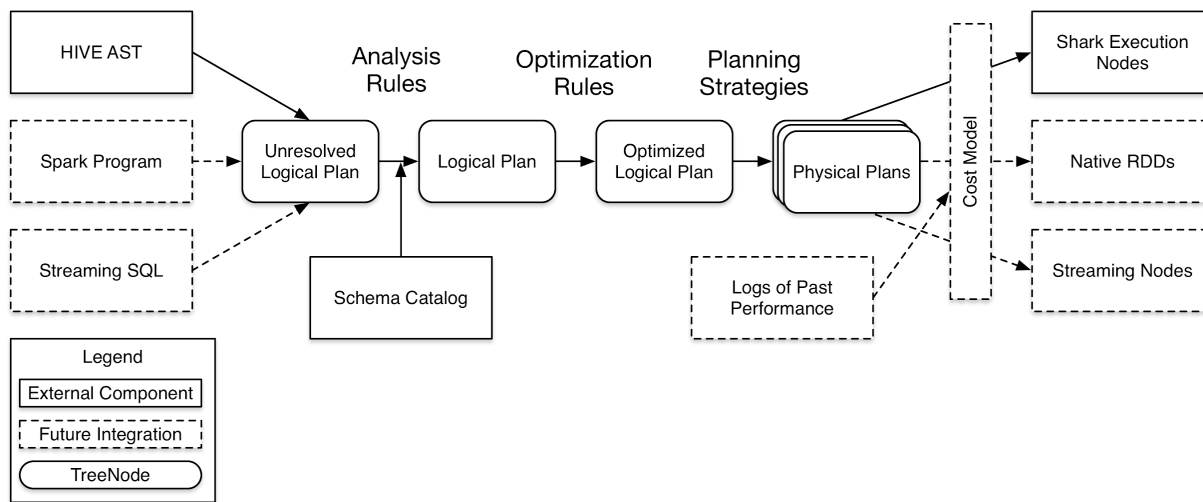 HIVE AST
Analysis
Rules
Optimization
Rules
Planning
Strategies
Shark Execution
Nodes
Spark Program
Unresolved
Logical Plan
Logical Plan
Optimized
Logical Plan
Physical Plans
Cost Model
Native RDDs
Streaming SQL
Schema Catalog
Logs of Past
Performance
Streaming Nodes
Legend
External Component
Future Integration
TreeNode